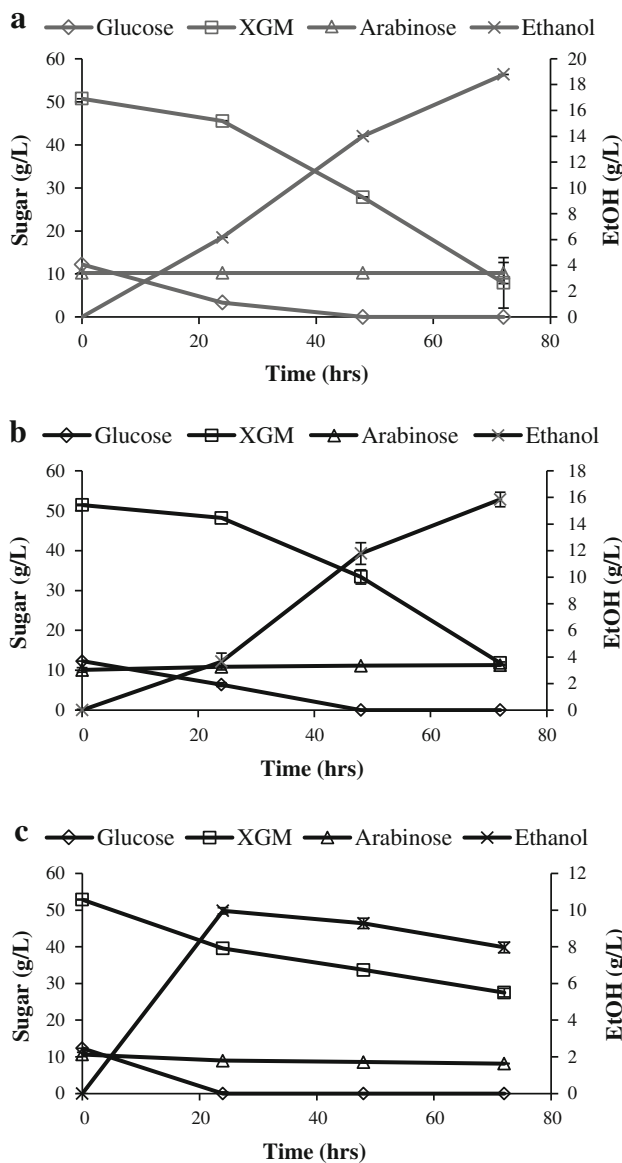 a
Glucose XGM Arabinose Ethanol
60 20
50 18
40 16
30 14
20 12
10 10
0 8
6
4
2
0
Sugar (g/L)
EtOH (g/L)
0 20 40 60 80
Time (hrs)
b
Glucose XGM Arabinose Ethanol
60 18
50 16
40 14
30 12
20 10
10 8
0 6
4
2
0
Sugar (g/L)
EtOH (g/L)
0 20 40 60 80
Time (hrs)
c
Glucose XGM Arabinose Ethanol
60 12
50 10
40 8
30 6
20 4
10 2
0 0
Sugar (g/L)
EtOH (g/L)
0 20 40 60 80
Time (hrs)